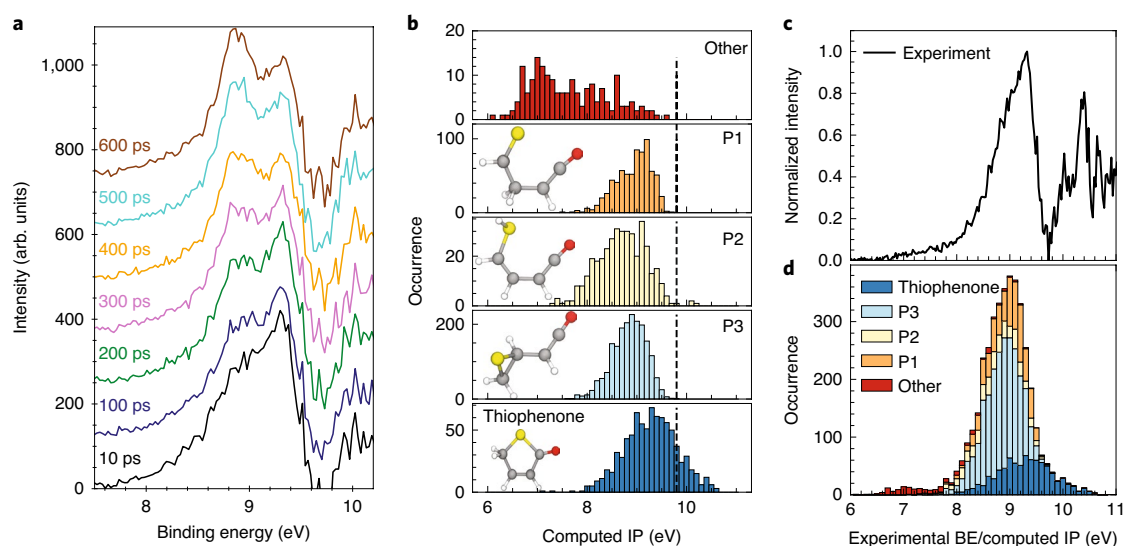 a
1,000
800
600
400
200
0
Intensity (arb. units)
600 ps
500 ps
400 ps
300 ps
200 ps
100 ps
10 ps
8
9
10
Binding energy (eV)
b
20
10
0
Other
100
0
P1
20
0
P2
200
0
P3
50
0
Thiophenone
Occurrence
6
7
8
9
10
Computed IP (eV)
c
1.0
0.8
0.6
0.4
0.2
0.0
Normalized intensity
Experiment
d
300
200
100
0
Occurrence
Thiophenone
P3
P2
P1
Other
6
7
8
9
10
11
Experimental BE/computed IP (eV)